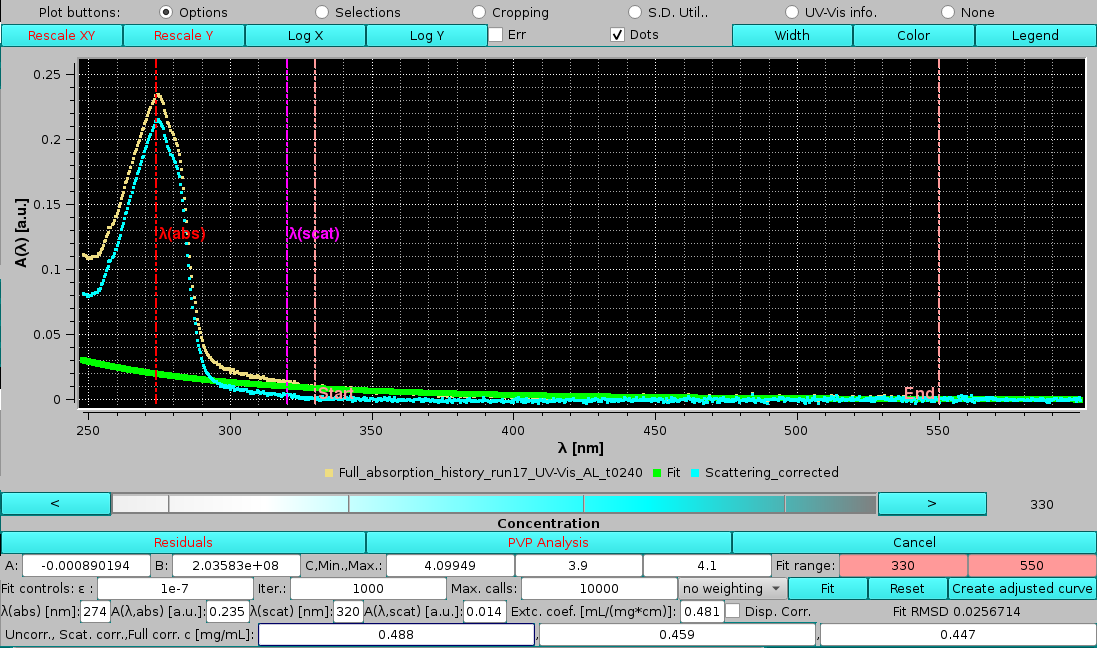 Plot buttons: Options Selections Cropping S.D. Util.. UV-Vis info. None
Rescale XY Rescale Y Log X Log Y Err Dots Width Color Legend
0.25
0.2
0.15
0.1
0.05
0
A(λ) [a.u.]
λ(abs) λ(scat)
Start End
250 300 350 400 450 500 550
λ [nm]
Full_absorption_history_run17_UV-Vis_AL_t0240 Fit Scattering_corrected
< > 330
Concentration
Residuals PVP Analysis Cancel
A: -0.000890194 B: 2.03583e+08 C,Min.,Max.: 4.09949 3.9 4.1 Fit range: 330 550
Fit controls: ε : 1e-7 Iter.: 1000 Max. calls: 10000 no weighting Fit Reset Create adjusted curve
λ(abs) [nm]: 274 A(λ,abs) [a.u.]: 0.235 λ(scat) [nm]: 320 A(λ,scat) [a.u.]: 0.014 Extc. coef. [mL/(mg*cm)]: 0.481 Disp. Corr. Fit RMSD 0.0256714
Uncorr., Scat. corr.,Full corr. c [mg/mL]: 0.488 , 0.459 , 0.447